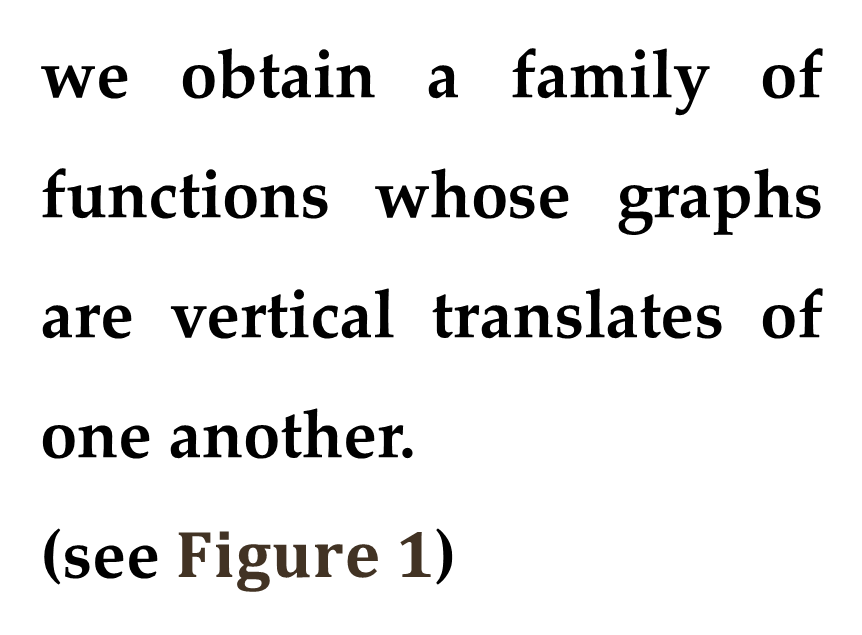 we obtain a family of
functions whose graphs
are vertical translates of
one another.
(see Figure 1)